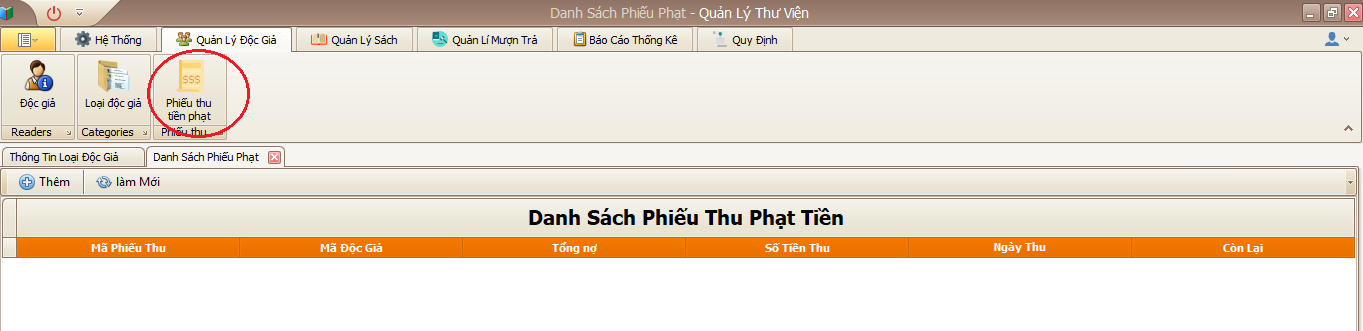 Danh Sách Phiếu Phạt - Quản Lý Thư Viện
Hệ Thống
Quản Lý Độc Giả
Quản Lý Sách
Quản Lí Mượn Trả
Báo Cáo Thống Kê
Quy Định
Độc giả
Loại độc giả
$$$
Phiếu thu
tiền phạt
Readers
Categories
Phiếu thu...
Thông Tin Loại Độc Giả
Danh Sách Phiếu Phạt
Thêm
làm Mới
Danh Sách Phiếu Thu Phạt Tiền
Mã Phiếu Thu
Mã Độc Giả
Tổng nợ
Số Tiền Thu
Ngày Thu
Còn Lại